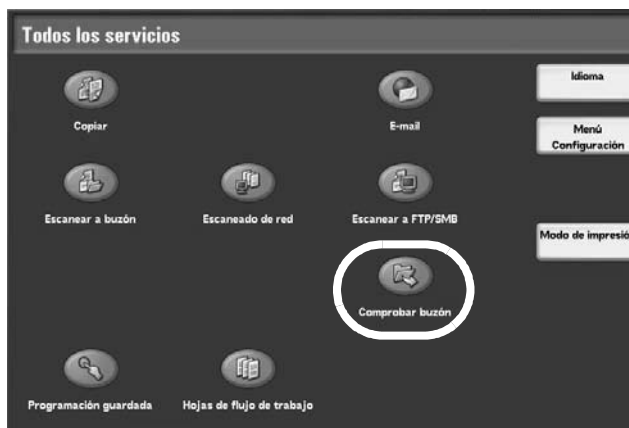 Todos los servicios
Idioma
Copiar
E-mail
Menú
Configuración
Escanear a buzón
Escaneado de red
Escanear a FTP/SMB
Modo de impresió
Comprobar buzón
Programación guardada
Hojas de flujo de trabajo